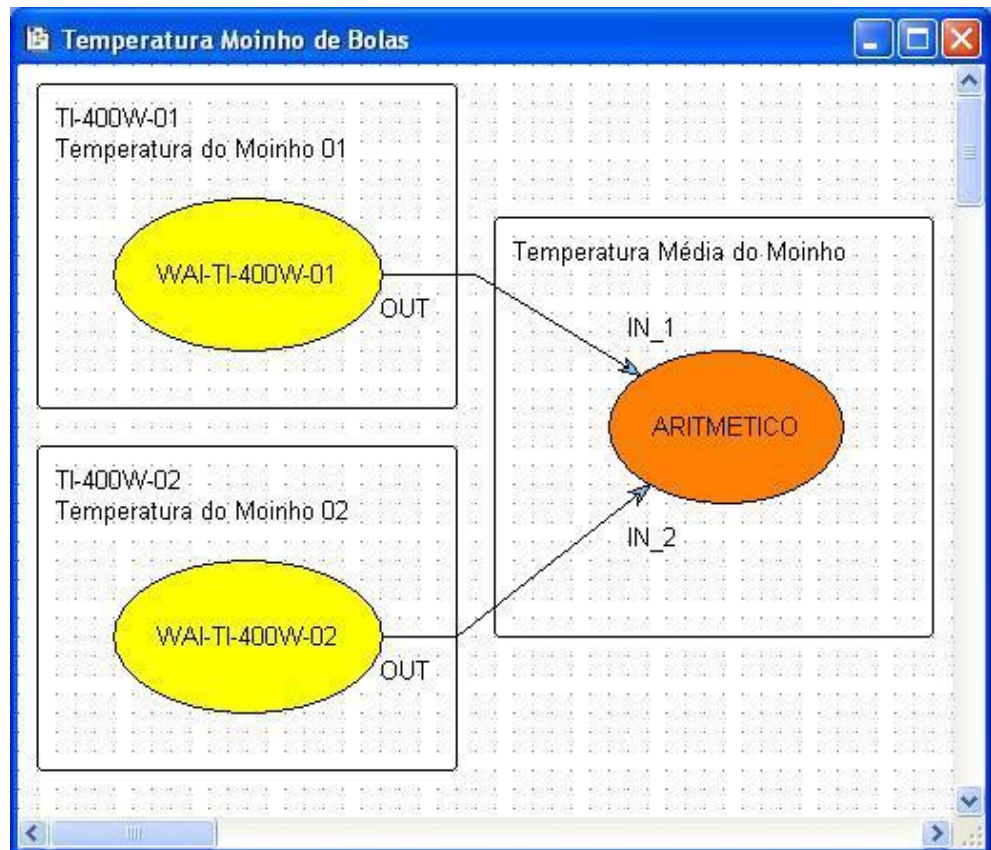 Temperatura Moinho de Bolas
TI-400W-01
Temperatura do Moinho 01
WAI-TI-400W-01
OUT
Temperatura Média do Moinho
IN_1
ARITMETICO
IN_2
TI-400W-02
Temperatura do Moinho 02
WAI-TI-400W-02
OUT